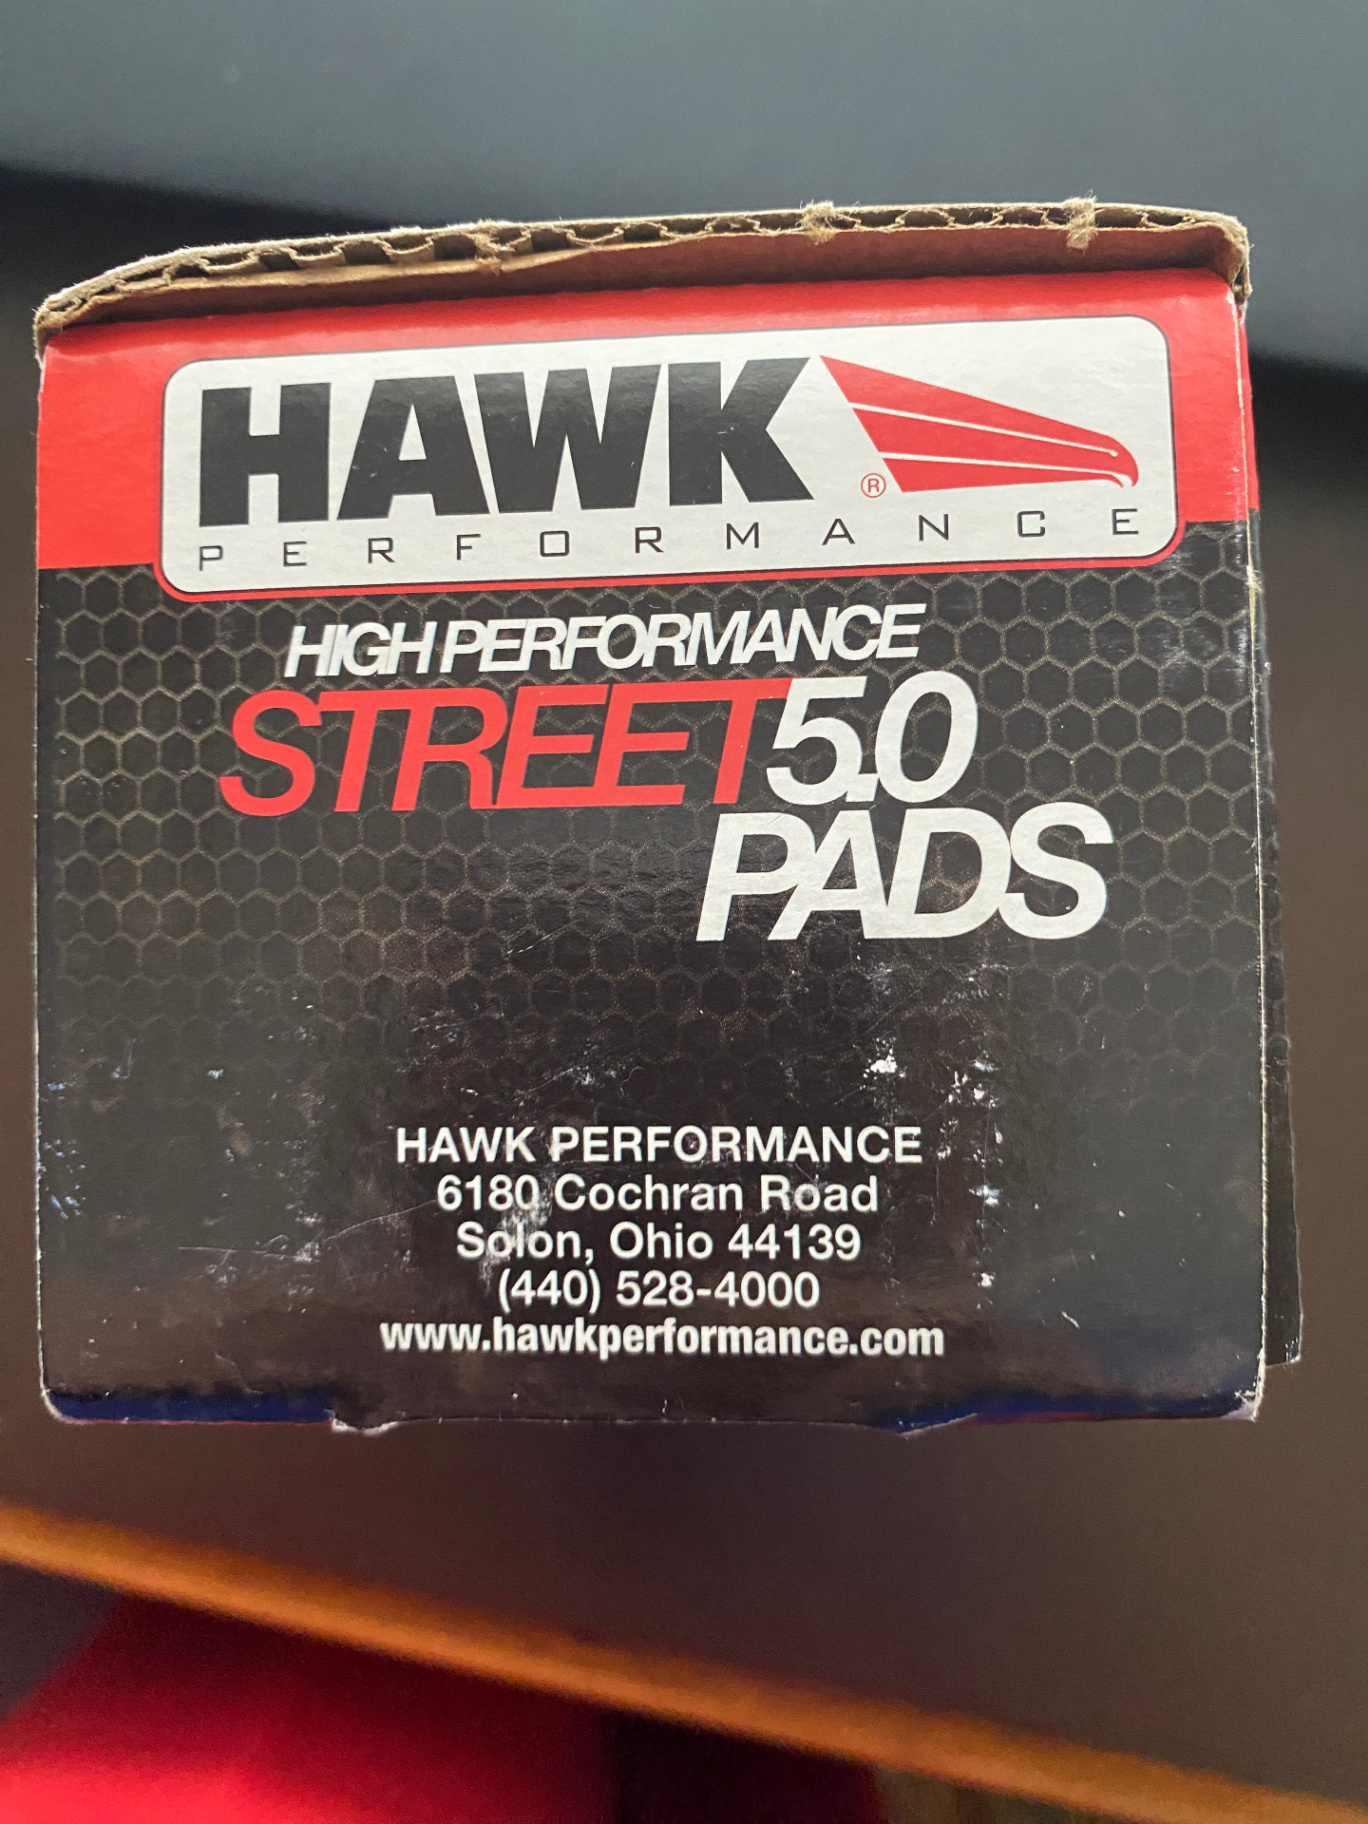 HAWK
®
PERFORMANCE
HIGH PERFORMANCE
STREET 5.0
PADS
HAWK PERFORMANCE
6180 Cochran Road
Solon, Ohio 44139
(440) 528-4000
www.hawkperformance.com